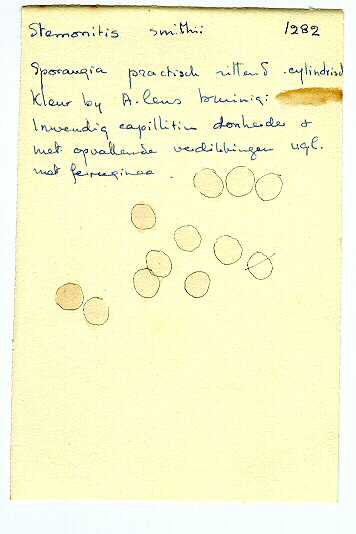 Stemonitis smithii 1282
Sporangia practisch zittend. cylindrisch
Kleur by A. lens bruinig:
Inwendig capillitium donkerder &
met opvallende verdikkingen vgl.
met ferruginea.